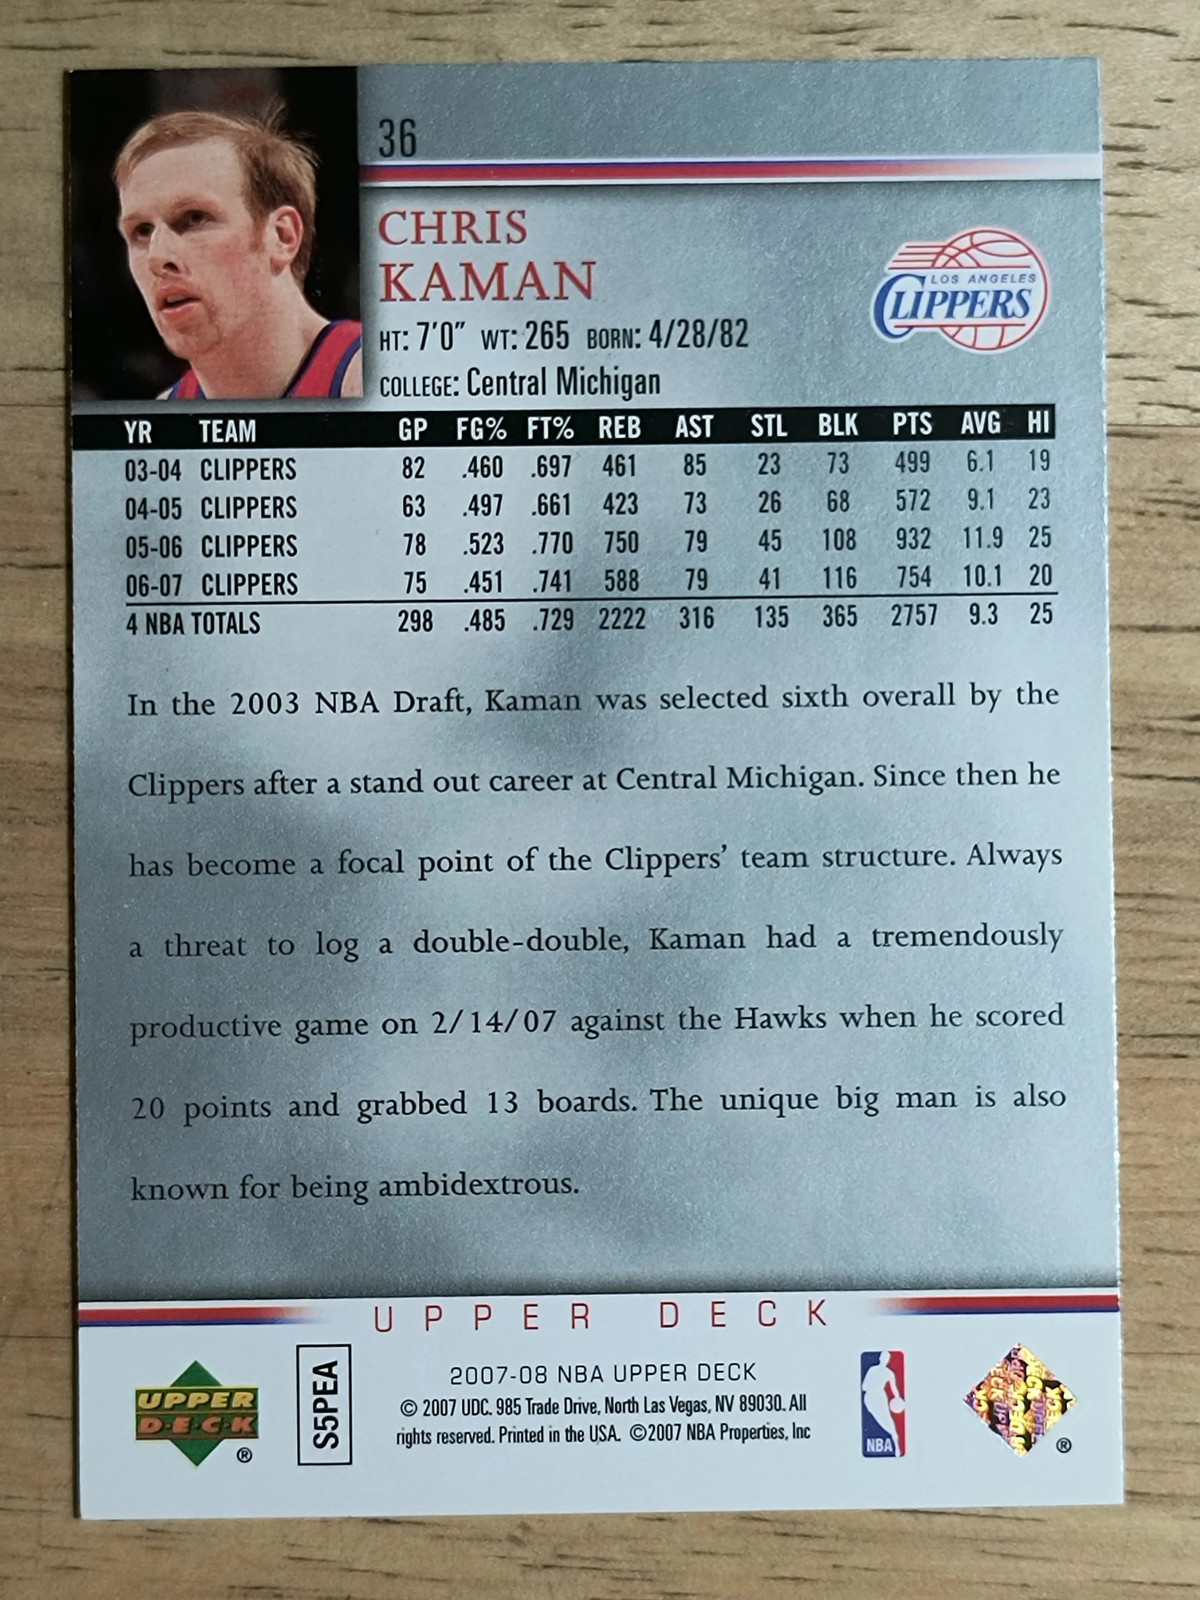 36
CHRIS
KAMAN
HT: 7'0" WT: 265 BORN: 4/28/82
COLLEGE: Central Michigan
LOS ANGELES
CLIPPERS
YR TEAM GP FG% FT% REB AST STL BLK PTS AVG HI
03-04 CLIPPERS 82 .460 .697 461 85 23 73 499 6.1 19
04-05 CLIPPERS 63 .497 .661 423 73 26 68 572 9.1 23
05-06 CLIPPERS 78 .523 .770 750 79 45 108 932 11.9 25
06-07 CLIPPERS 75 .451 .741 588 79 41 116 754 10.1 20
4 NBA TOTALS 298 .485 .729 2222 316 135 365 2757 9.3 25
In the 2003 NBA Draft, Kaman was selected sixth overall by the
Clippers after a stand out career at Central Michigan. Since then he
has become a focal point of the Clippers' team structure. Always
a threat to log a double-double, Kaman had a tremendously
productive game on 2/14/07 against the Hawks when he scored
20 points and grabbed 13 boards. The unique big man is also
known for being ambidextrous.
UPPER DECK
UPPER
DECK
®
S5PEA
2007-08 NBA UPPER DECK
© 2007 UDC. 985 Trade Drive, North Las Vegas, NV 89030. All
rights reserved. Printed in the USA. ©2007 NBA Properties, Inc
NBA
®